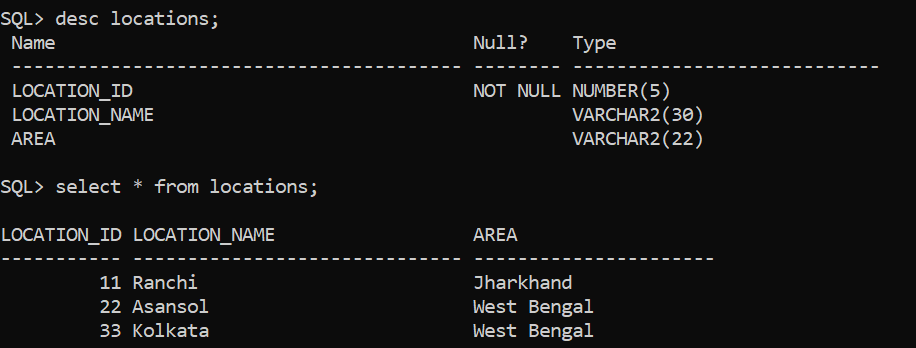 SQL> desc locations;
 Name                                      Null?    Type
 ----------------------------------------- -------- ----------------------------
 LOCATION_ID                               NOT NULL NUMBER(5)
 LOCATION_NAME                                      VARCHAR2(30)
 AREA                                               VARCHAR2(22)
SQL> select * from locations;
LOCATION_ID LOCATION_NAME                  AREA
----------- ------------------------------ ----------------------
         11 Ranchi                         Jharkhand
         22 Asansol                        West Bengal
         33 Kolkata                        West Bengal